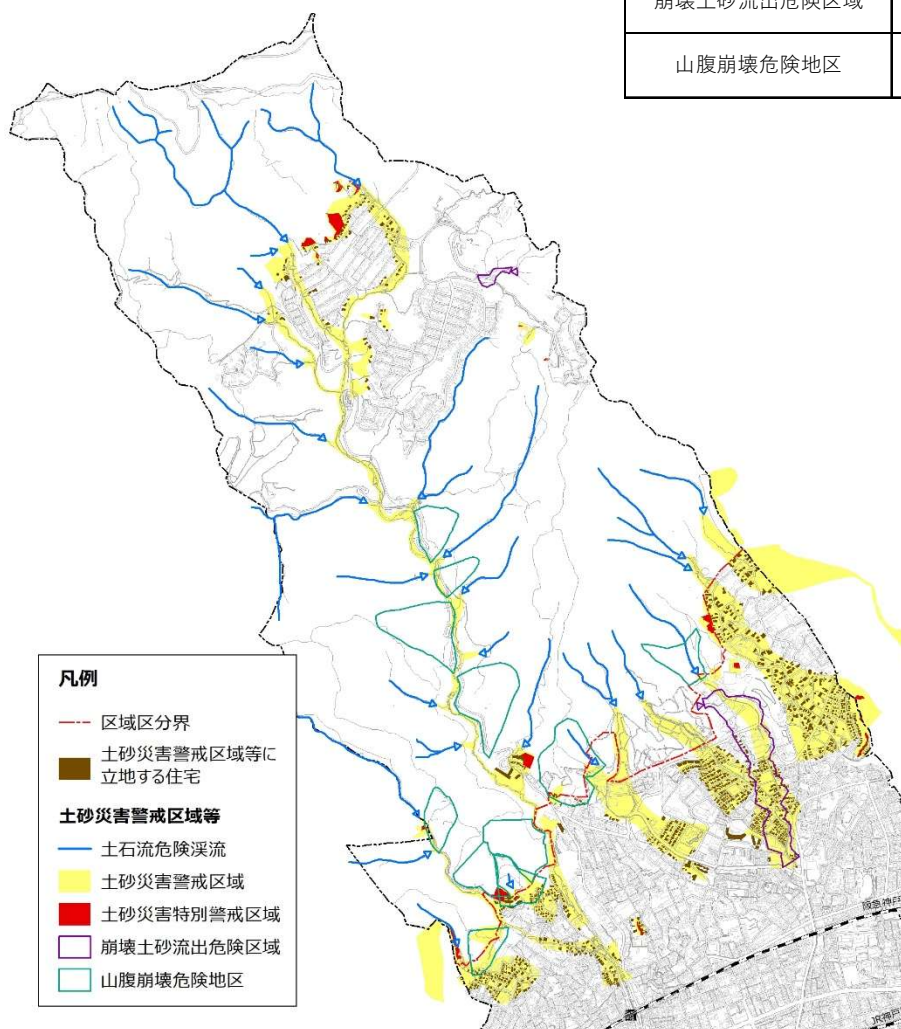 崩壊土砂流出危険区域
山腹崩壊危険地区
凡例
区域区分界
土砂災害警戒区域等に
立地する住宅
土砂災害警戒区域等
土石流危険渓流
土砂災害警戒区域
土砂災害特別警戒区域
崩壊土砂流出危険区域
山腹崩壊危険地区
阪急神戸
JR神戸